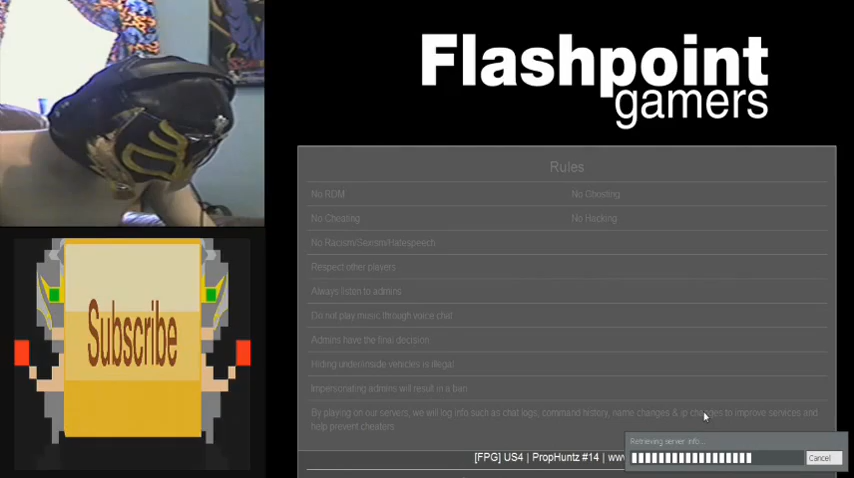 Flashpoint
gamers
Rules
No RDM
No Ghosting
No Cheating
No Hacking
No Racism/Sexism/Hatespeech
Respect other players
Always listen to admins
Do not play music through voice chat
Admins have the final decision
Hiding under/inside vehicles is illegal
Impersonating admins will result in a ban
By playing on our servers, we will log info such as chat logs, command history, name changes & ip changes to improve services and
help prevent cheaters
Subscribe
Retrieving server info...
[FPG] US4 | PropHuntz #14 | www
Cancel